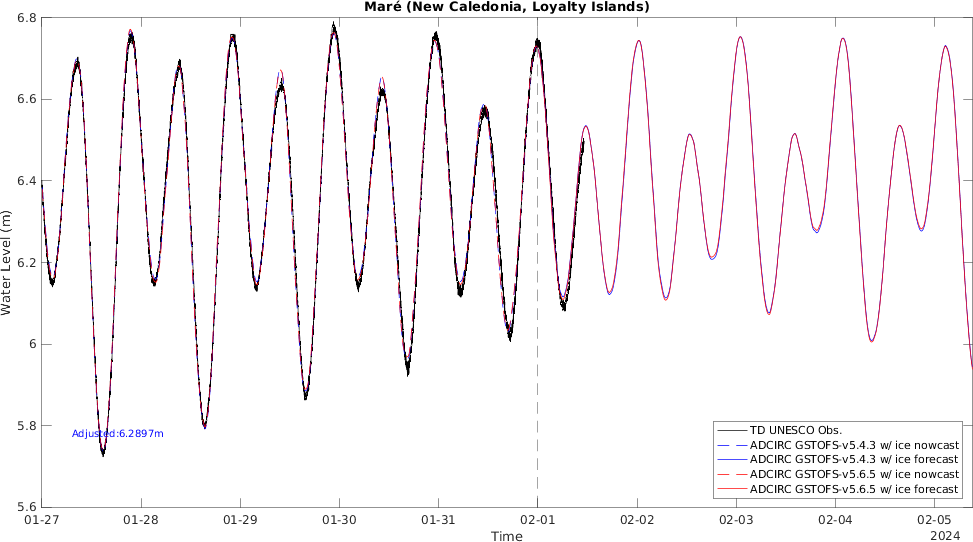 Maré (New Caledonia, Loyalty Islands)
6.8
6.6
6.4
6.2
6
5.8
5.6
Water Level (m)
Adjusted:6.2897m
TD UNESCO Obs.
ADCIRC GSTOFS-v5.4.3 w/ ice nowcast
ADCIRC GSTOFS-v5.4.3 w/ ice forecast
ADCIRC GSTOFS-v5.6.5 w/ ice nowcast
ADCIRC GSTOFS-v5.6.5 w/ ice forecast
01-27 01-28 01-29 01-30 01-31 02-01 02-02 02-03 02-04 02-05
Time
2024